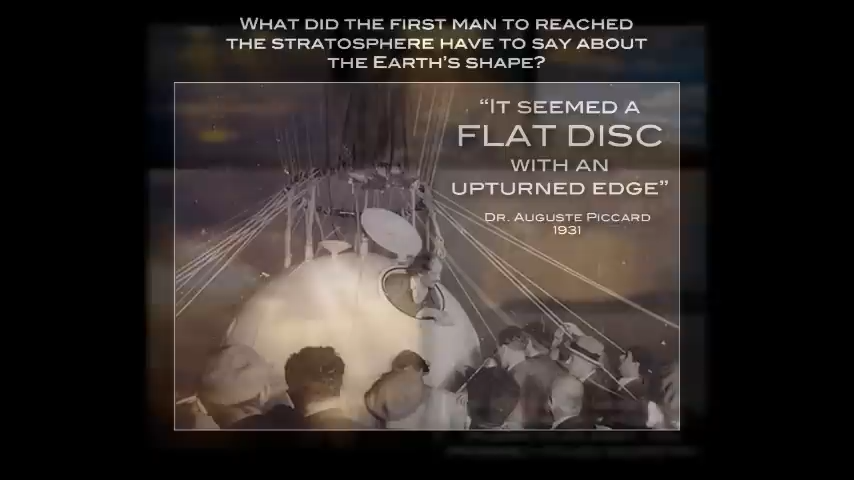 What did the first man to reached
the stratosphere have to say about
the Earth's shape?
"It seemed a
flat disc
with an
upturned edge"
Dr. Auguste Piccard
1931